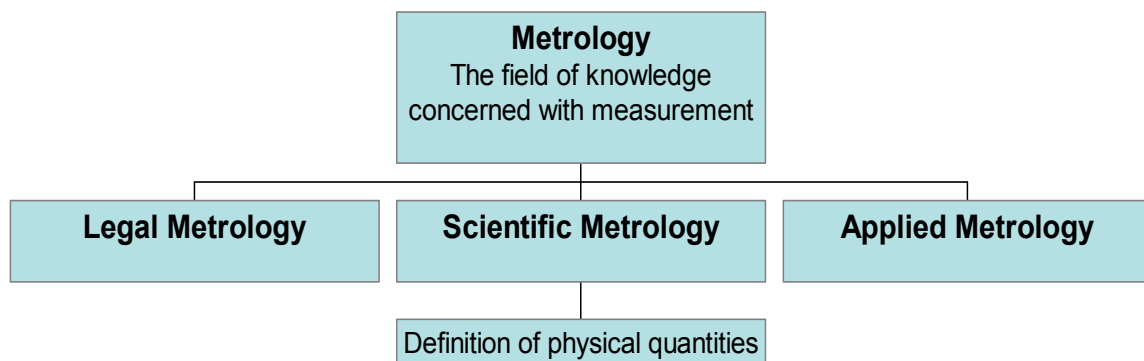 Metrology
The field of knowledge
concerned with measurement
Legal Metrology
Scientific Metrology
Applied Metrology
Definition of physical quantities